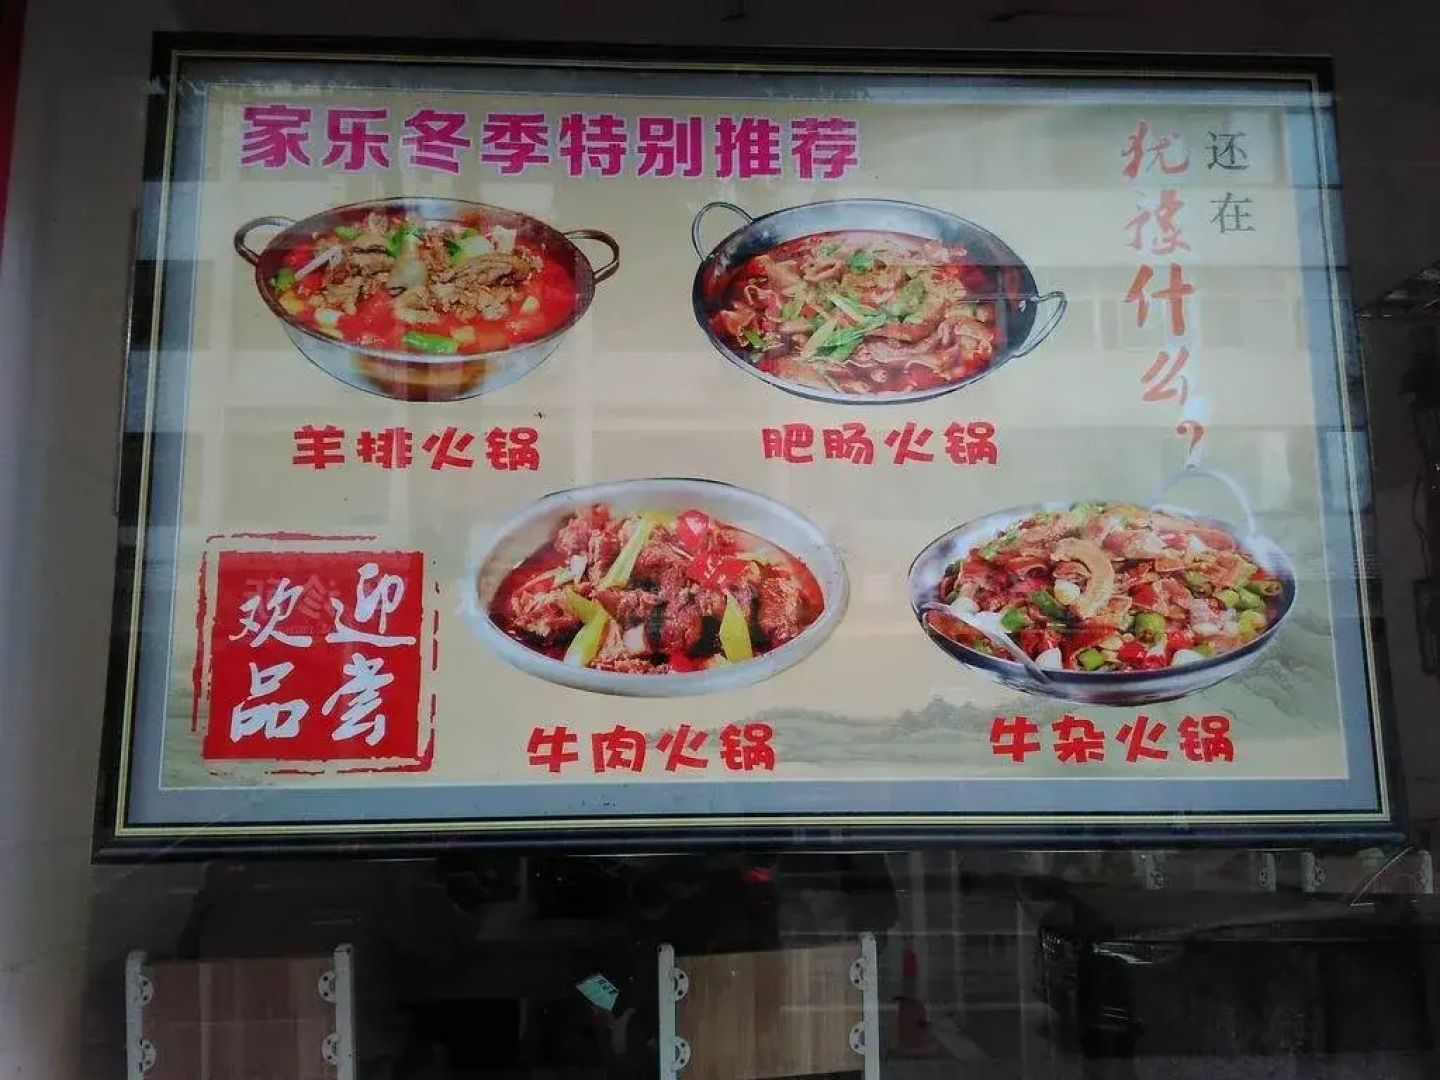 家乐冬季特别推荐
还在
犹豫什么?
羊排火锅
肥肠火锅
牛肉火锅
牛杂火锅
欢迎
品尝